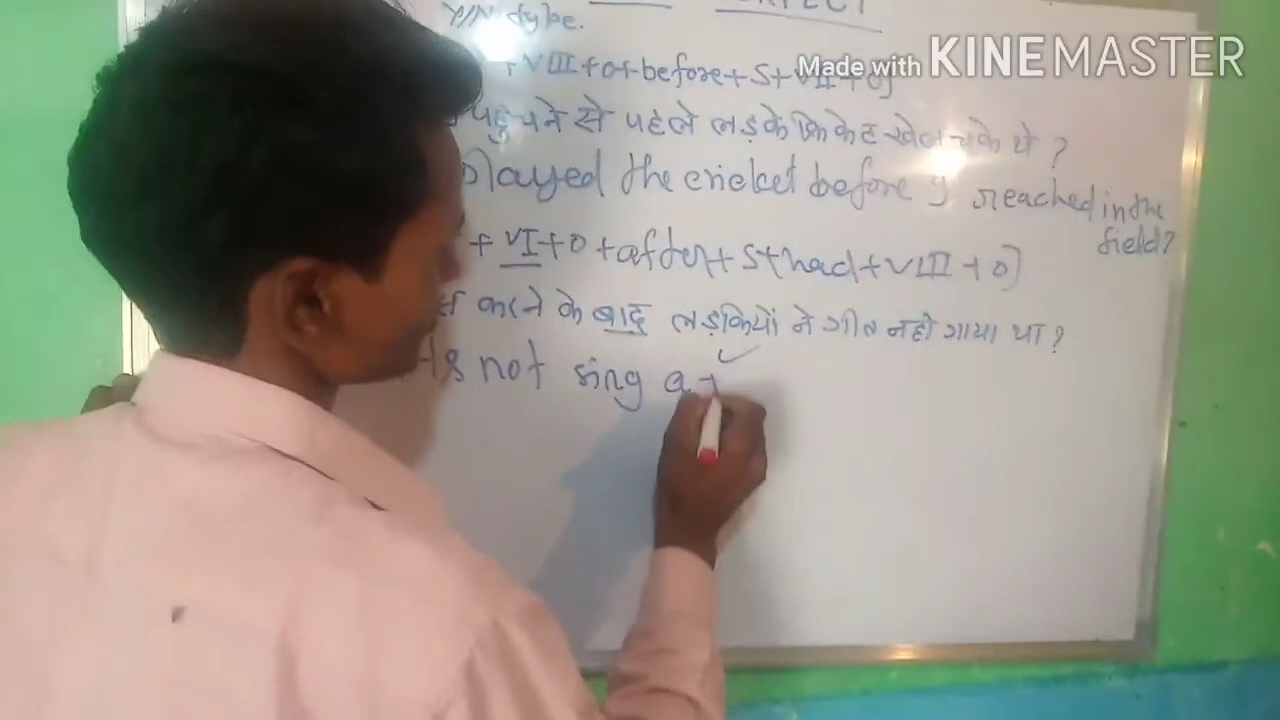 Y/N type.
+ VIII + o + before + S + VII + o]
Made with KINEMASTER
पहुचने से पहले लड़के क्रिकेट खेल चुके थे ?
played the cricket before I reached in the
field?
+ VI + o + after + S + had + VIII + o]
करने के बाद लड़कियों ने गीत नहीं गाया था ?
not sing a